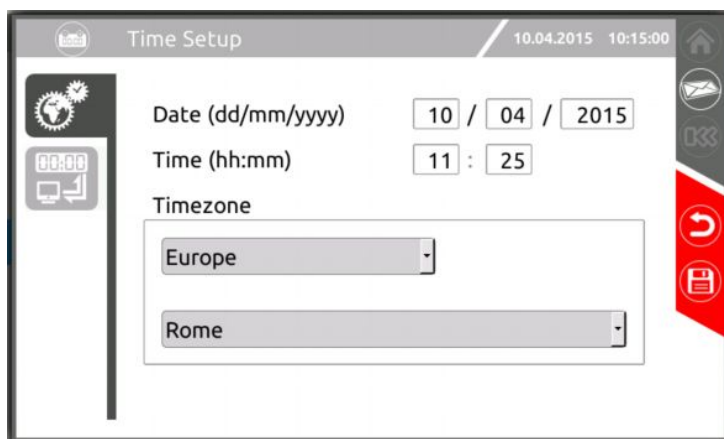 Time Setup 10.04.2015 10:15:00
Date (dd/mm/yyyy) 10 / 04 / 2015
Time (hh:mm) 11 : 25
00:00
Timezone
Europe
Rome